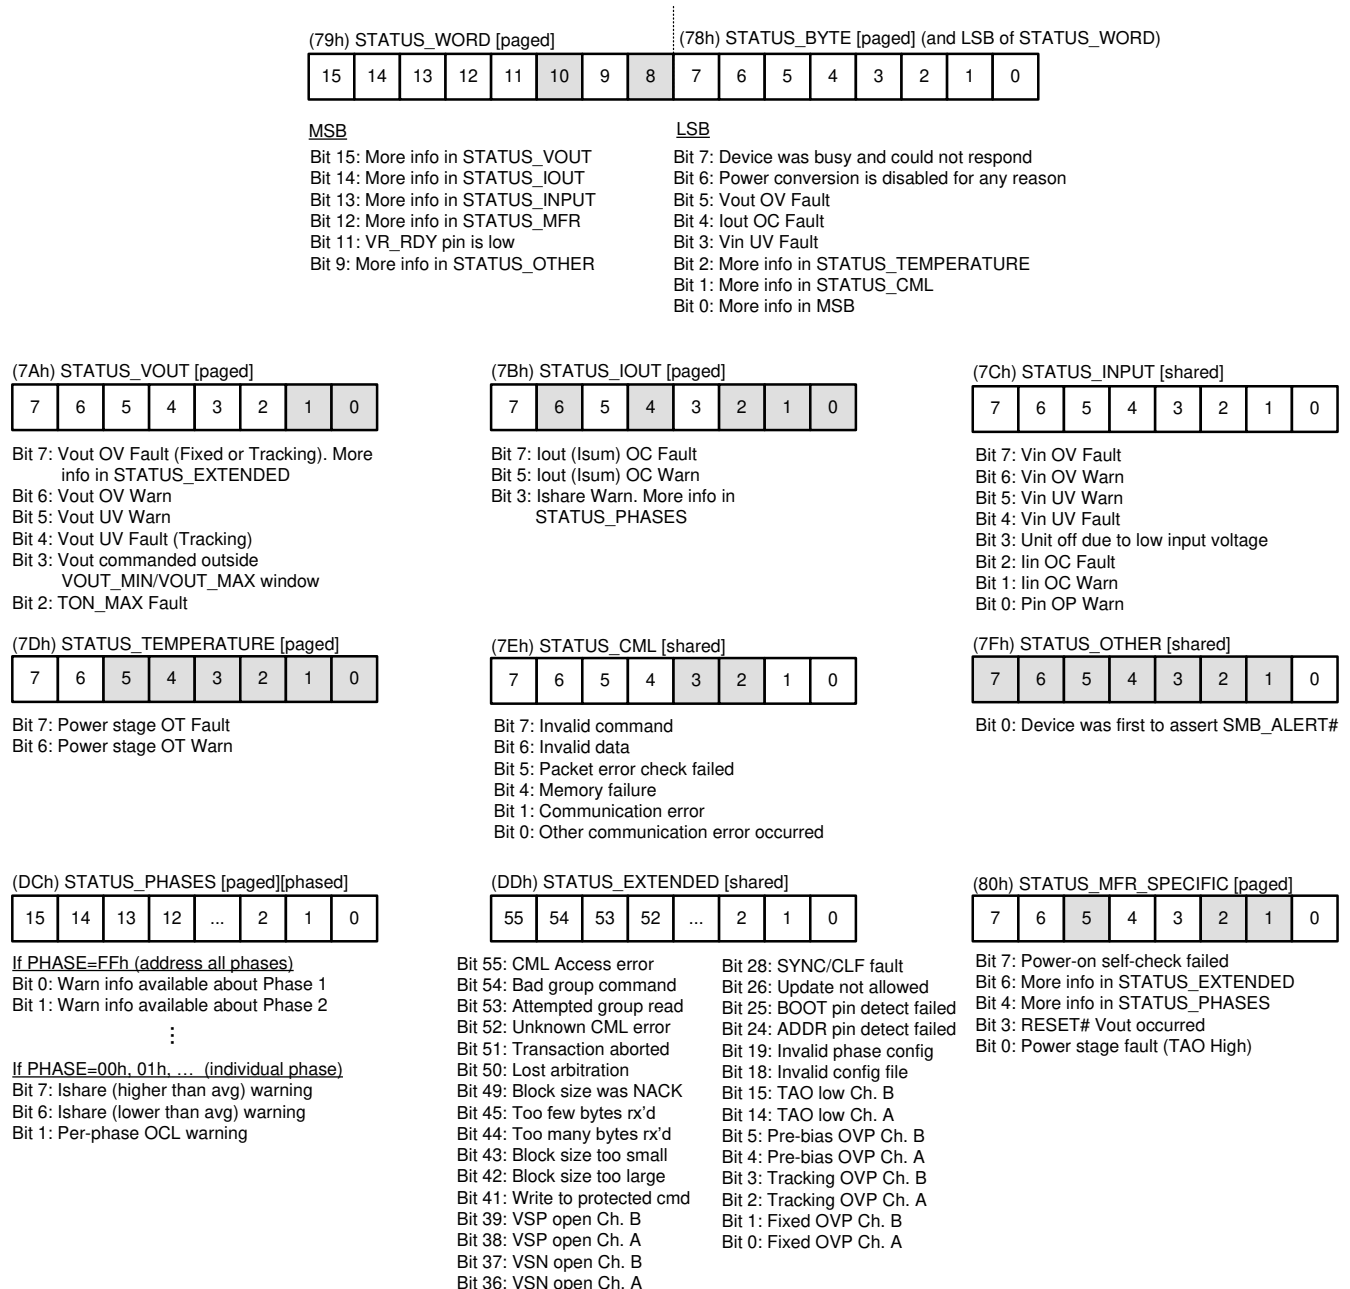 (79h) STATUS_WORD [paged]
(78h) STATUS_BYTE [paged] (and LSB of STATUS_WORD)
15 14 13 12 11 10 9 8 7 6 5 4 3 2 1 0
MSB
Bit 15: More info in STATUS_VOUT
Bit 14: More info in STATUS_IOUT
Bit 13: More info in STATUS_INPUT
Bit 12: More info in STATUS_MFR
Bit 11: VR_RDY pin is low
Bit 9: More info in STATUS_OTHER
LSB
Bit 7: Device was busy and could not respond
Bit 6: Power conversion is disabled for any reason
Bit 5: Vout OV Fault
Bit 4: Iout OC Fault
Bit 3: Vin UV Fault
Bit 2: More info in STATUS_TEMPERATURE
Bit 1: More info in STATUS_CML
Bit 0: More info in MSB
(7Ah) STATUS_VOUT [paged]
7 6 5 4 3 2 1 0
Bit 7: Vout OV Fault (Fixed or Tracking). More
info in STATUS_EXTENDED
Bit 6: Vout OV Warn
Bit 5: Vout UV Warn
Bit 4: Vout UV Fault (Tracking)
Bit 3: Vout commanded outside
VOUT_MIN/VOUT_MAX window
Bit 2: TON_MAX Fault
(7Bh) STATUS_IOUT [paged]
7 6 5 4 3 2 1 0
Bit 7: Iout (Isum) OC Fault
Bit 5: Iout (Isum) OC Warn
Bit 3: Ishare Warn. More info in
STATUS_PHASES
(7Ch) STATUS_INPUT [shared]
7 6 5 4 3 2 1 0
Bit 7: Vin OV Fault
Bit 6: Vin OV Warn
Bit 5: Vin UV Warn
Bit 4: Vin UV Fault
Bit 3: Unit off due to low input voltage
Bit 2: Iin OC Fault
Bit 1: Iin OC Warn
Bit 0: Pin OP Warn
(7Dh) STATUS_TEMPERATURE [paged]
7 6 5 4 3 2 1 0
Bit 7: Power stage OT Fault
Bit 6: Power stage OT Warn
(7Eh) STATUS_CML [shared]
7 6 5 4 3 2 1 0
Bit 7: Invalid command
Bit 6: Invalid data
Bit 5: Packet error check failed
Bit 4: Memory failure
Bit 1: Communication error
Bit 0: Other communication error occurred
(7Fh) STATUS_OTHER [shared]
7 6 5 4 3 2 1 0
Bit 0: Device was first to assert SMB_ALERT#
(DCh) STATUS_PHASES [paged][phased]
15 14 13 12 ... 2 1 0
If PHASE=FFh (address all phases)
Bit 0: Warn info available about Phase 1
Bit 1: Warn info available about Phase 2
⋮
If PHASE=00h, 01h, … (individual phase)
Bit 7: Ishare (higher than avg) warning
Bit 6: Ishare (lower than avg) warning
Bit 1: Per-phase OCL warning
(DDh) STATUS_EXTENDED [shared]
55 54 53 52 ... 2 1 0
Bit 55: CML Access error
Bit 54: Bad group command
Bit 53: Attempted group read
Bit 52: Unknown CML error
Bit 51: Transaction aborted
Bit 50: Lost arbitration
Bit 49: Block size was NACK
Bit 45: Too few bytes rx'd
Bit 44: Too many bytes rx'd
Bit 43: Block size too small
Bit 42: Block size too large
Bit 41: Write to protected cmd
Bit 39: VSP open Ch. B
Bit 38: VSP open Ch. A
Bit 37: VSN open Ch. B
Bit 36: VSN open Ch. A
Bit 28: SYNC/CLF fault
Bit 26: Update not allowed
Bit 25: BOOT pin detect failed
Bit 24: ADDR pin detect failed
Bit 19: Invalid phase config
Bit 18: Invalid config file
Bit 15: TAO low Ch. B
Bit 14: TAO low Ch. A
Bit 5: Pre-bias OVP Ch. B
Bit 4: Pre-bias OVP Ch. A
Bit 3: Tracking OVP Ch. B
Bit 2: Tracking OVP Ch. A
Bit 1: Fixed OVP Ch. B
Bit 0: Fixed OVP Ch. A
(80h) STATUS_MFR_SPECIFIC [paged]
7 6 5 4 3 2 1 0
Bit 7: Power-on self-check failed
Bit 6: More info in STATUS_EXTENDED
Bit 4: More info in STATUS_PHASES
Bit 3: RESET# Vout occurred
Bit 0: Power stage fault (TAO High)